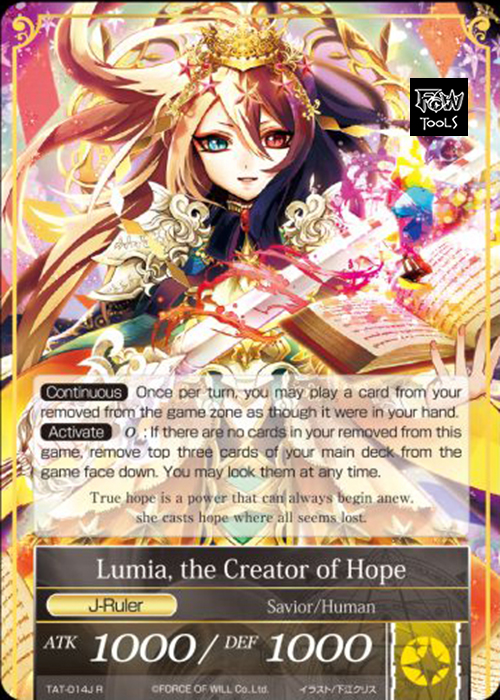 FOW
TOOLS
Continuous Once per turn, you may play a card from your
removed from the game zone as though it were in your hand.
Activate 0 : If there are no cards in your removed from this
game, remove top three cards of your main deck from the
game face down. You may look them at any time.
True hope is a power that can always begin anew.
she casts hope where all seems lost.
Lumia, the Creator of Hope
J-Ruler Savior/Human
ATK 1000/ DEF 1000
TAT-014J R ©FORCE OF WILL Co.,Ltd. イラスト/下江クリス